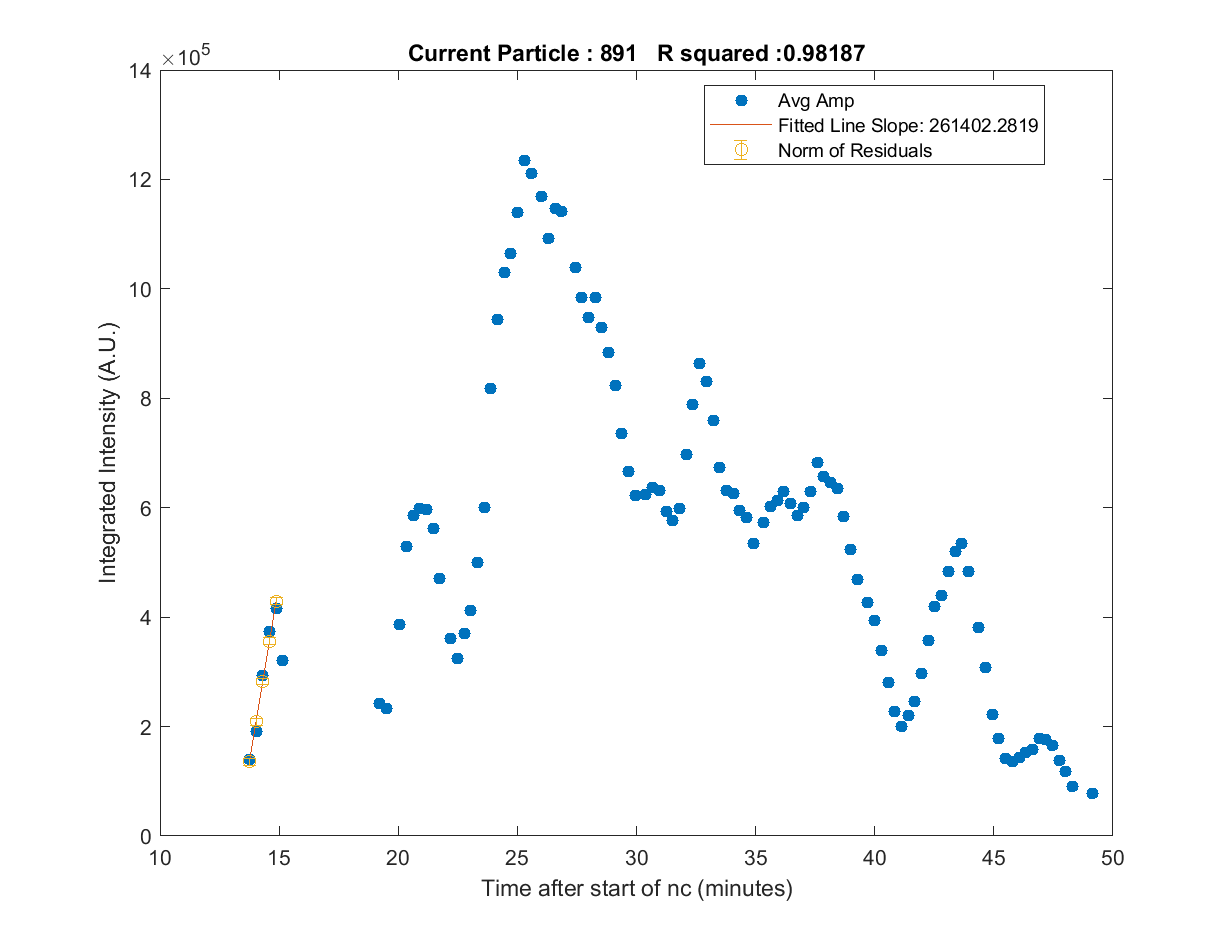 Current Particle : 891   R squared :0.98187
×10^5
Avg Amp
Fitted Line Slope: 261402.2819
Norm of Residuals
14
12
10
8
6
4
2
0
Integrated Intensity (A.U.)
10 15 20 25 30 35 40 45 50
Time after start of nc (minutes)